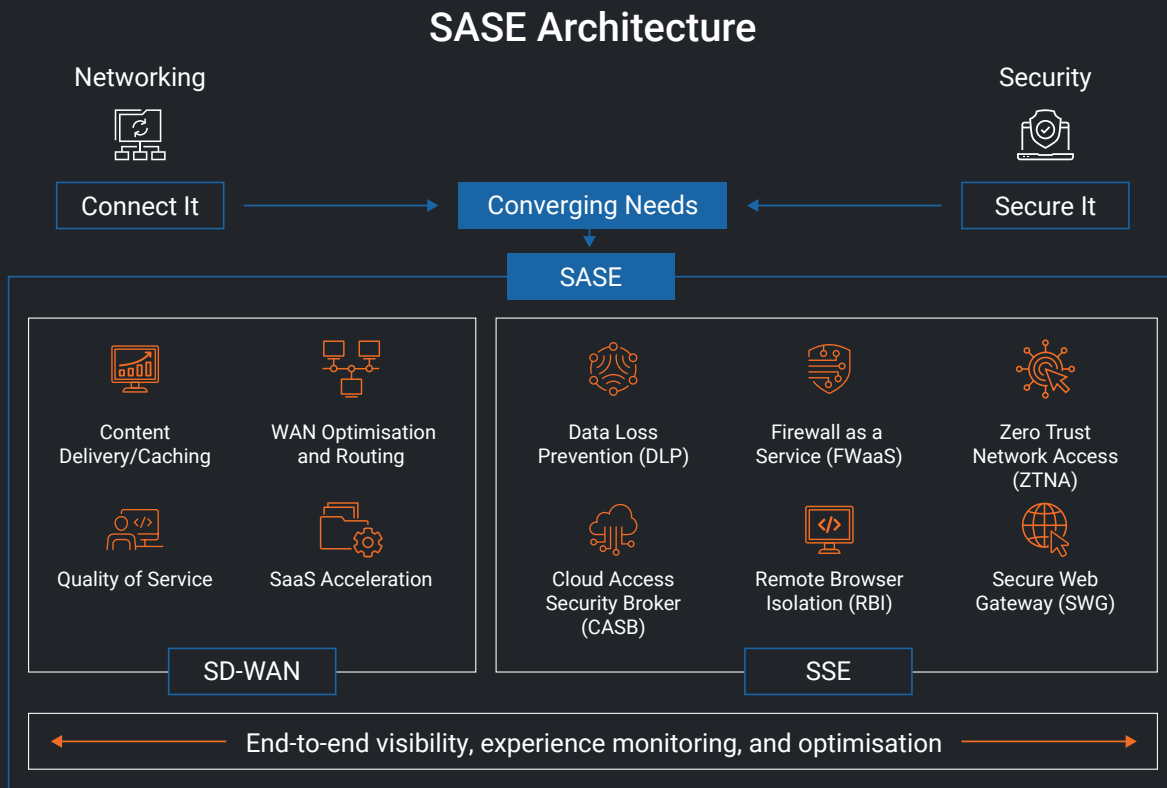 SASE Architecture
Networking
Security
Connect It
Converging Needs
Secure It
SASE
Content
Delivery/Caching
WAN Optimisation
and Routing
Quality of Service
SaaS Acceleration
SD-WAN
Data Loss
Prevention (DLP)
Firewall as a
Service (FWaaS)
Zero Trust
Network Access
(ZTNA)
Cloud Access
Security Broker
(CASB)
Remote Browser
Isolation (RBI)
Secure Web
Gateway (SWG)
SSE
End-to-end visibility, experience monitoring, and optimisation